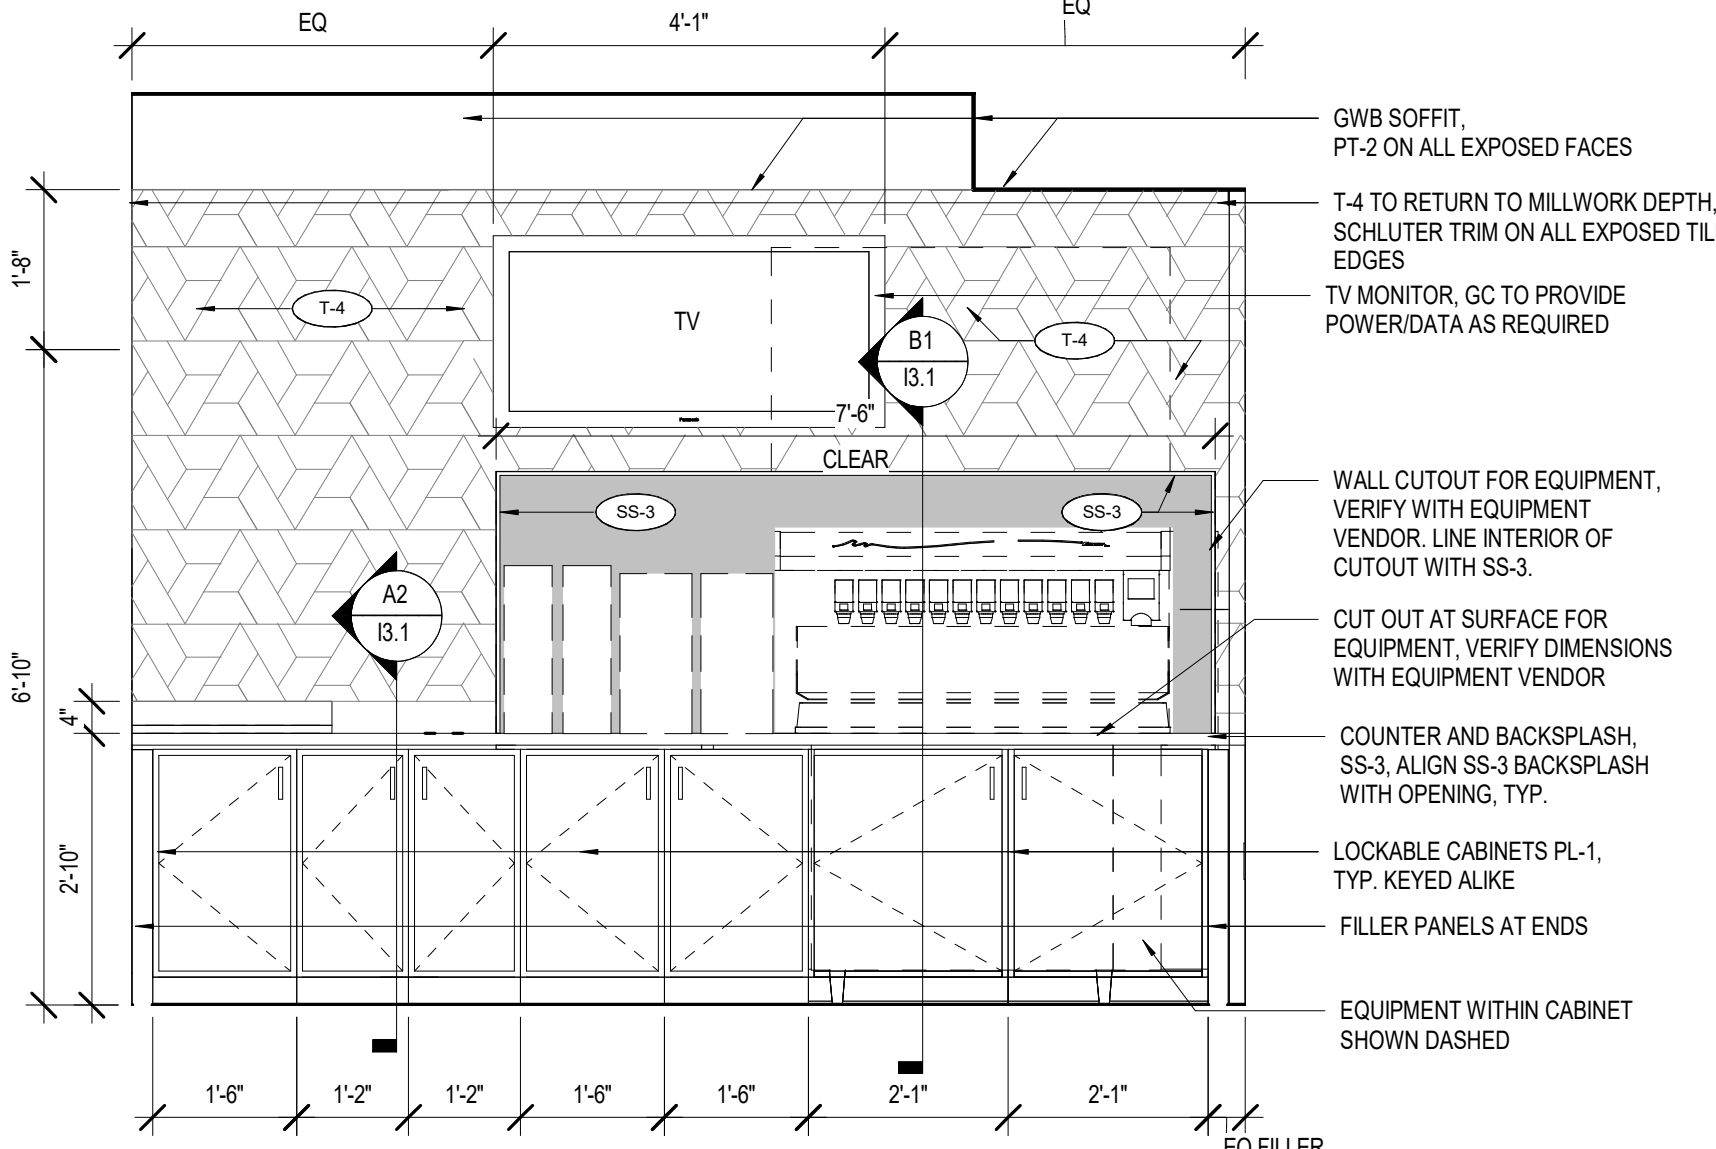 EQ
4'-1"
EQ
GWB SOFFIT,
PT-2 ON ALL EXPOSED FACES
T-4 TO RETURN TO MILLWORK DEPTH,
SCHLUTER TRIM ON ALL EXPOSED TIL
EDGES
1'-8"
T-4
TV
TV MONITOR, GC TO PROVIDE
POWER/DATA AS REQUIRED
B1
I3.1
T-4
7'-6"
CLEAR
SS-3
SS-3
WALL CUTOUT FOR EQUIPMENT,
VERIFY WITH EQUIPMENT
VENDOR. LINE INTERIOR OF
CUTOUT WITH SS-3.
A2
I3.1
CUT OUT AT SURFACE FOR
EQUIPMENT, VERIFY DIMENSIONS
WITH EQUIPMENT VENDOR
6'-10"
4"
COUNTER AND BACKSPLASH,
SS-3, ALIGN SS-3 BACKSPLASH
WITH OPENING, TYP.
2'-10"
LOCKABLE CABINETS PL-1,
TYP. KEYED ALIKE
FILLER PANELS AT ENDS
EQUIPMENT WITHIN CABINET
SHOWN DASHED
1'-6"
1'-2"
1'-2"
1'-6"
1'-6"
2'-1"
2'-1"
EQ FILLER